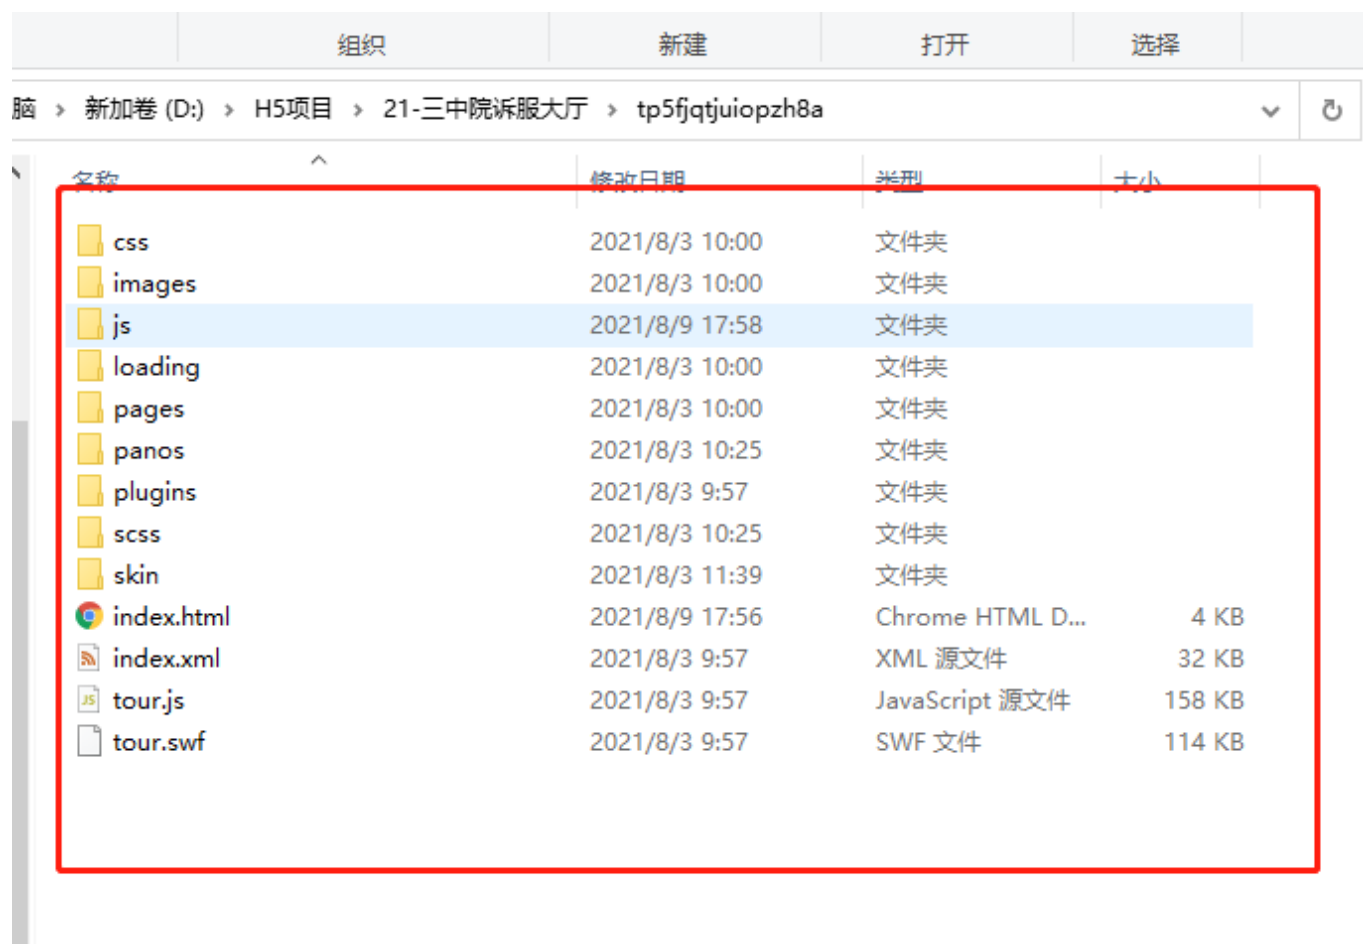 组织 新建 打开 选择
脑 › 新加卷 (D:) › H5项目 › 21-三中院诉服大厅 › tp5fjqtjuiopzh8a
名称 修改日期 类型 大小
css 2021/8/3 10:00 文件夹
images 2021/8/3 10:00 文件夹
js 2021/8/9 17:58 文件夹
loading 2021/8/3 10:00 文件夹
pages 2021/8/3 10:00 文件夹
panos 2021/8/3 10:25 文件夹
plugins 2021/8/3 9:57 文件夹
scss 2021/8/3 10:25 文件夹
skin 2021/8/3 11:39 文件夹
index.html 2021/8/9 17:56 Chrome HTML D... 4 KB
index.xml 2021/8/3 9:57 XML 源文件 32 KB
JS tour.js 2021/8/3 9:57 JavaScript 源文件 158 KB
tour.swf 2021/8/3 9:57 SWF 文件 114 KB